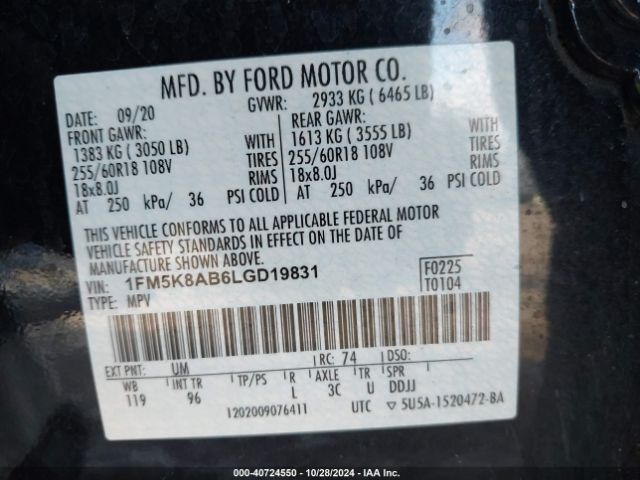 MFD. BY FORD MOTOR CO.
DATE: 09/20 GVWR: 2933 KG ( 6465 LB)
FRONT GAWR: REAR GAWR:
1383 KG ( 3050 LB) WITH 1613 KG ( 3555 LB) WITH
255/60R18 108V TIRES 255/60R18 108V TIRES
18x8.0J RIMS 18x8.0J RIMS
AT 250 kPa/ 36 PSI COLD AT 250 kPa/ 36 PSI COLD
THIS VEHICLE CONFORMS TO ALL APPLICABLE FEDERAL MOTOR
VEHICLE SAFETY STANDARDS IN EFFECT ON THE DATE OF
MANUFACTURE SHOWN ABOVE.
VIN: 1FM5K8AB6LGD19831 F0225
TYPE: MPV T0104
EXT PNT: UM RC: 74 DSO:
WB INT TR TP/PS R AXLE TR SPR
119 96 L 3C U DDJJ
1202009076411 UTC ▽ 5U5A-1520472-BA
000-40724550 - 10/28/2024 - IAA Inc.